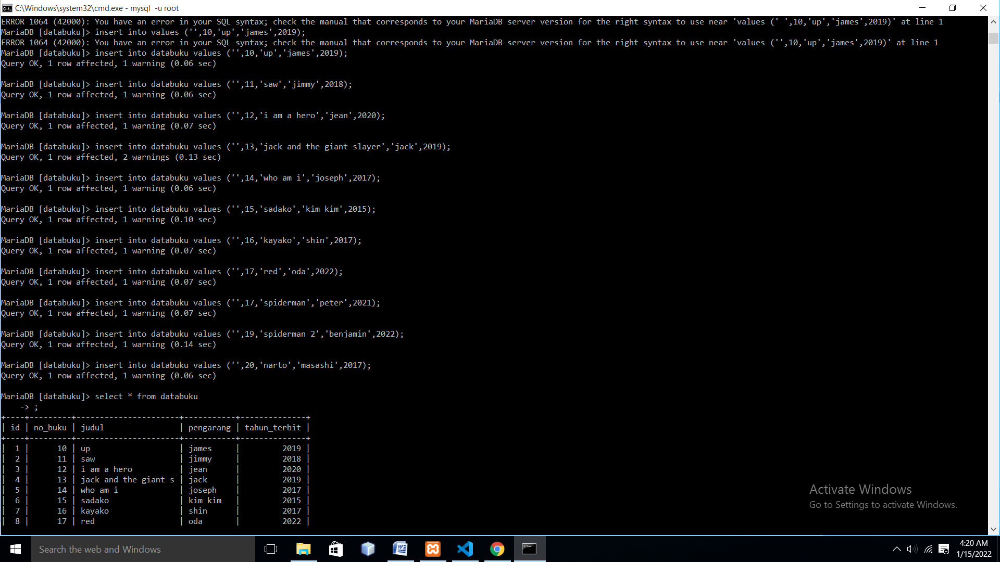 C:\Windows\system32\cmd.exe - mysql  -u root
ERROR 1064 (42000): You have an error in your SQL syntax; check the manual that corresponds to your MariaDB server version for the right syntax to use near 'values (' ',10,'up','james',2019)' at line 1
MariaDB [databuku]> insert into values ('',10,'up','james',2019);
ERROR 1064 (42000): You have an error in your SQL syntax; check the manual that corresponds to your MariaDB server version for the right syntax to use near 'values ('',10,'up','james',2019)' at line 1
MariaDB [databuku]> insert into databuku values ('',10,'up','james',2019);
Query OK, 1 row affected, 1 warning (0.06 sec)
MariaDB [databuku]> insert into databuku values ('',11,'saw','jimmy',2018);
Query OK, 1 row affected, 1 warning (0.06 sec)
MariaDB [databuku]> insert into databuku values ('',12,'i am a hero','jean',2020);
Query OK, 1 row affected, 1 warning (0.07 sec)
MariaDB [databuku]> insert into databuku values ('',13,'jack and the giant slayer','jack',2019);
Query OK, 1 row affected, 2 warnings (0.13 sec)
MariaDB [databuku]> insert into databuku values ('',14,'who am i','joseph',2017);
Query OK, 1 row affected, 1 warning (0.06 sec)
MariaDB [databuku]> insert into databuku values ('',15,'sadako','kim kim',2015);
Query OK, 1 row affected, 1 warning (0.10 sec)
MariaDB [databuku]> insert into databuku values ('',16,'kayako','shin',2017);
Query OK, 1 row affected, 1 warning (0.07 sec)
MariaDB [databuku]> insert into databuku values ('',17,'red','oda',2022);
Query OK, 1 row affected, 1 warning (0.07 sec)
MariaDB [databuku]> insert into databuku values ('',17,'spiderman','peter',2021);
Query OK, 1 row affected, 1 warning (0.07 sec)
MariaDB [databuku]> insert into databuku values ('',19,'spiderman 2','benjamin',2022);
Query OK, 1 row affected, 1 warning (0.14 sec)
MariaDB [databuku]> insert into databuku values ('',20,'narto','masashi',2017);
Query OK, 1 row affected, 1 warning (0.06 sec)
MariaDB [databuku]> select * from databuku
    -> ;
+----+---------+----------------------+-----------+--------------+
| id | no_buku | judul                | pengarang | tahun_terbit |
+----+---------+----------------------+-----------+--------------+
|  1 |      10 | up                   | james     |         2019 |
|  2 |      11 | saw                  | jimmy     |         2018 |
|  3 |      12 | i am a hero          | jean      |         2020 |
|  4 |      13 | jack and the giant s | jack      |         2019 |
|  5 |      14 | who am i             | joseph    |         2017 |
|  6 |      15 | sadako               | kim kim   |         2015 |
|  7 |      16 | kayako               | shin      |         2017 |
|  8 |      17 | red                  | oda       |         2022 |
Activate Windows
Go to Settings to activate Windows.
Search the web and Windows
4:20 AM
1/15/2022